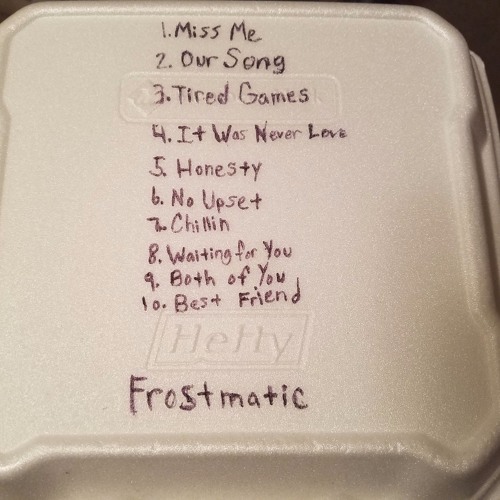 1. Miss Me
2. Our Song
3. Tired Games
4. It Was Never Love
5. Honesty
6. No Upset
7. Chillin
8. Waiting for You
9. Both of You
10. Best Friend
Hefty
Frostmatic